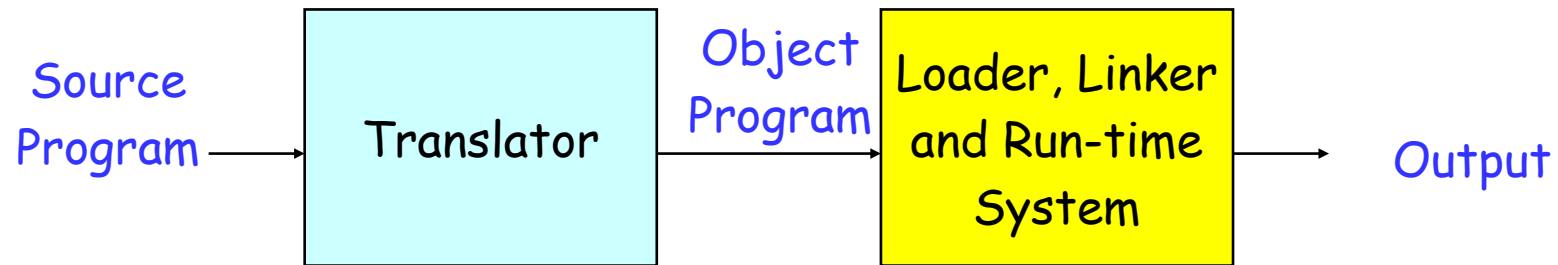 Source
Program
Translator
Object
Program
Loader, Linker
and Run-time
System
Output